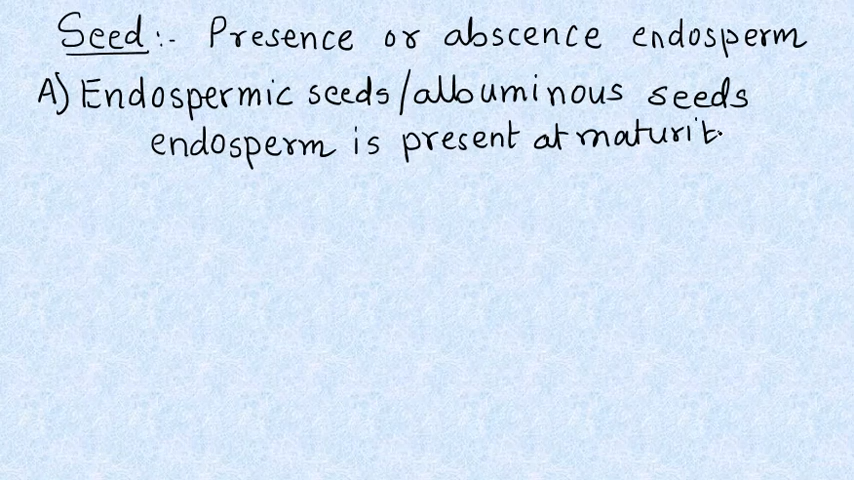 Seed:- Presence or abscence endosperm
A) Endospermic seeds/albuminous seeds
endosperm is present at maturit